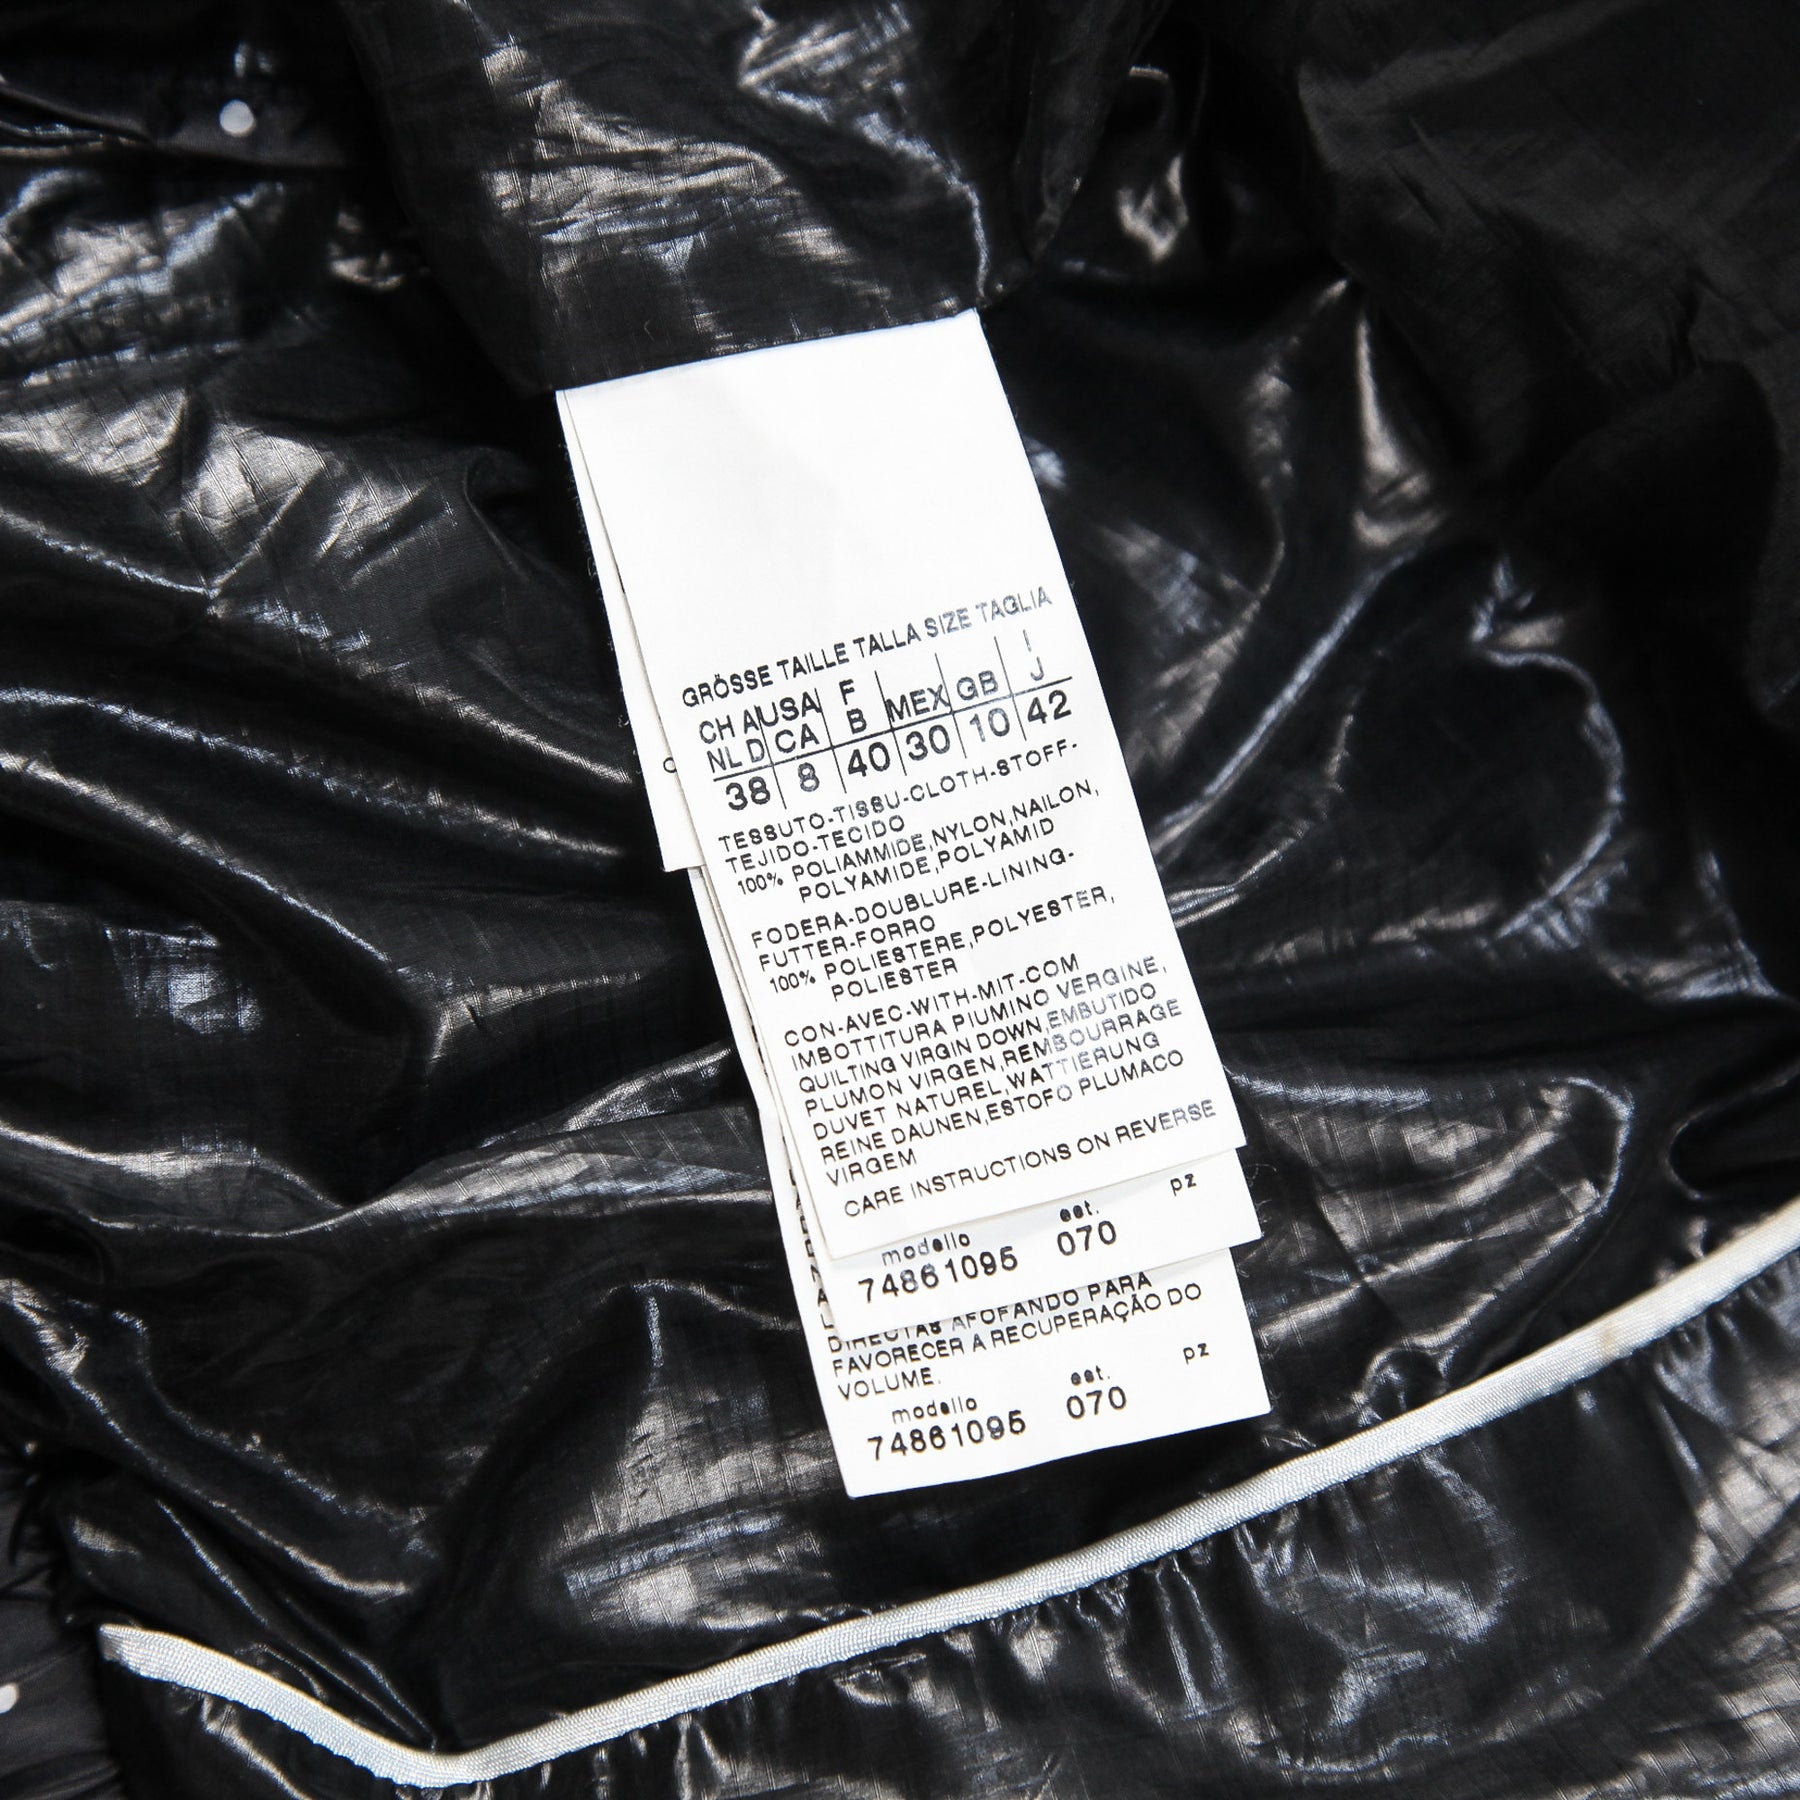 GRÖSSE TAILLE TALLA SIZE TAGLIA
CH A USA F MEX GB I
NL D CA B J
38 8 40 30 10 42
TESSUTO-TISSU-CLOTH-STOFF-
TEJIDO-TECIDO
100% POLIAMMIDE,NYLON,NAILON,
POLYAMIDE,POLYAMID
FODERA-DOUBLURE-LINING-
FUTTER-FORRO
100% POLIESTERE,POLYESTER,
POLIESTER
CON-AVEC-WITH-MIT-COM
IMBOTTITURA PIUMINO VERGINE,
QUILTING VIRGIN DOWN,EMBUTIDO
PLUMON VIRGEN,REMBOURRAGE
DUVET NATUREL,WATTIERUNG
REINE DAUNEN,ESTOFO PLUMACO
VIRGEM
CARE INSTRUCTIONS ON REVERSE
modello est. pz
74861095 070
DIRECTAS AFOFANDO PARA
FAVORECER A RECUPERAÇÃO DO
VOLUME.
modello est. pz
74861095 070